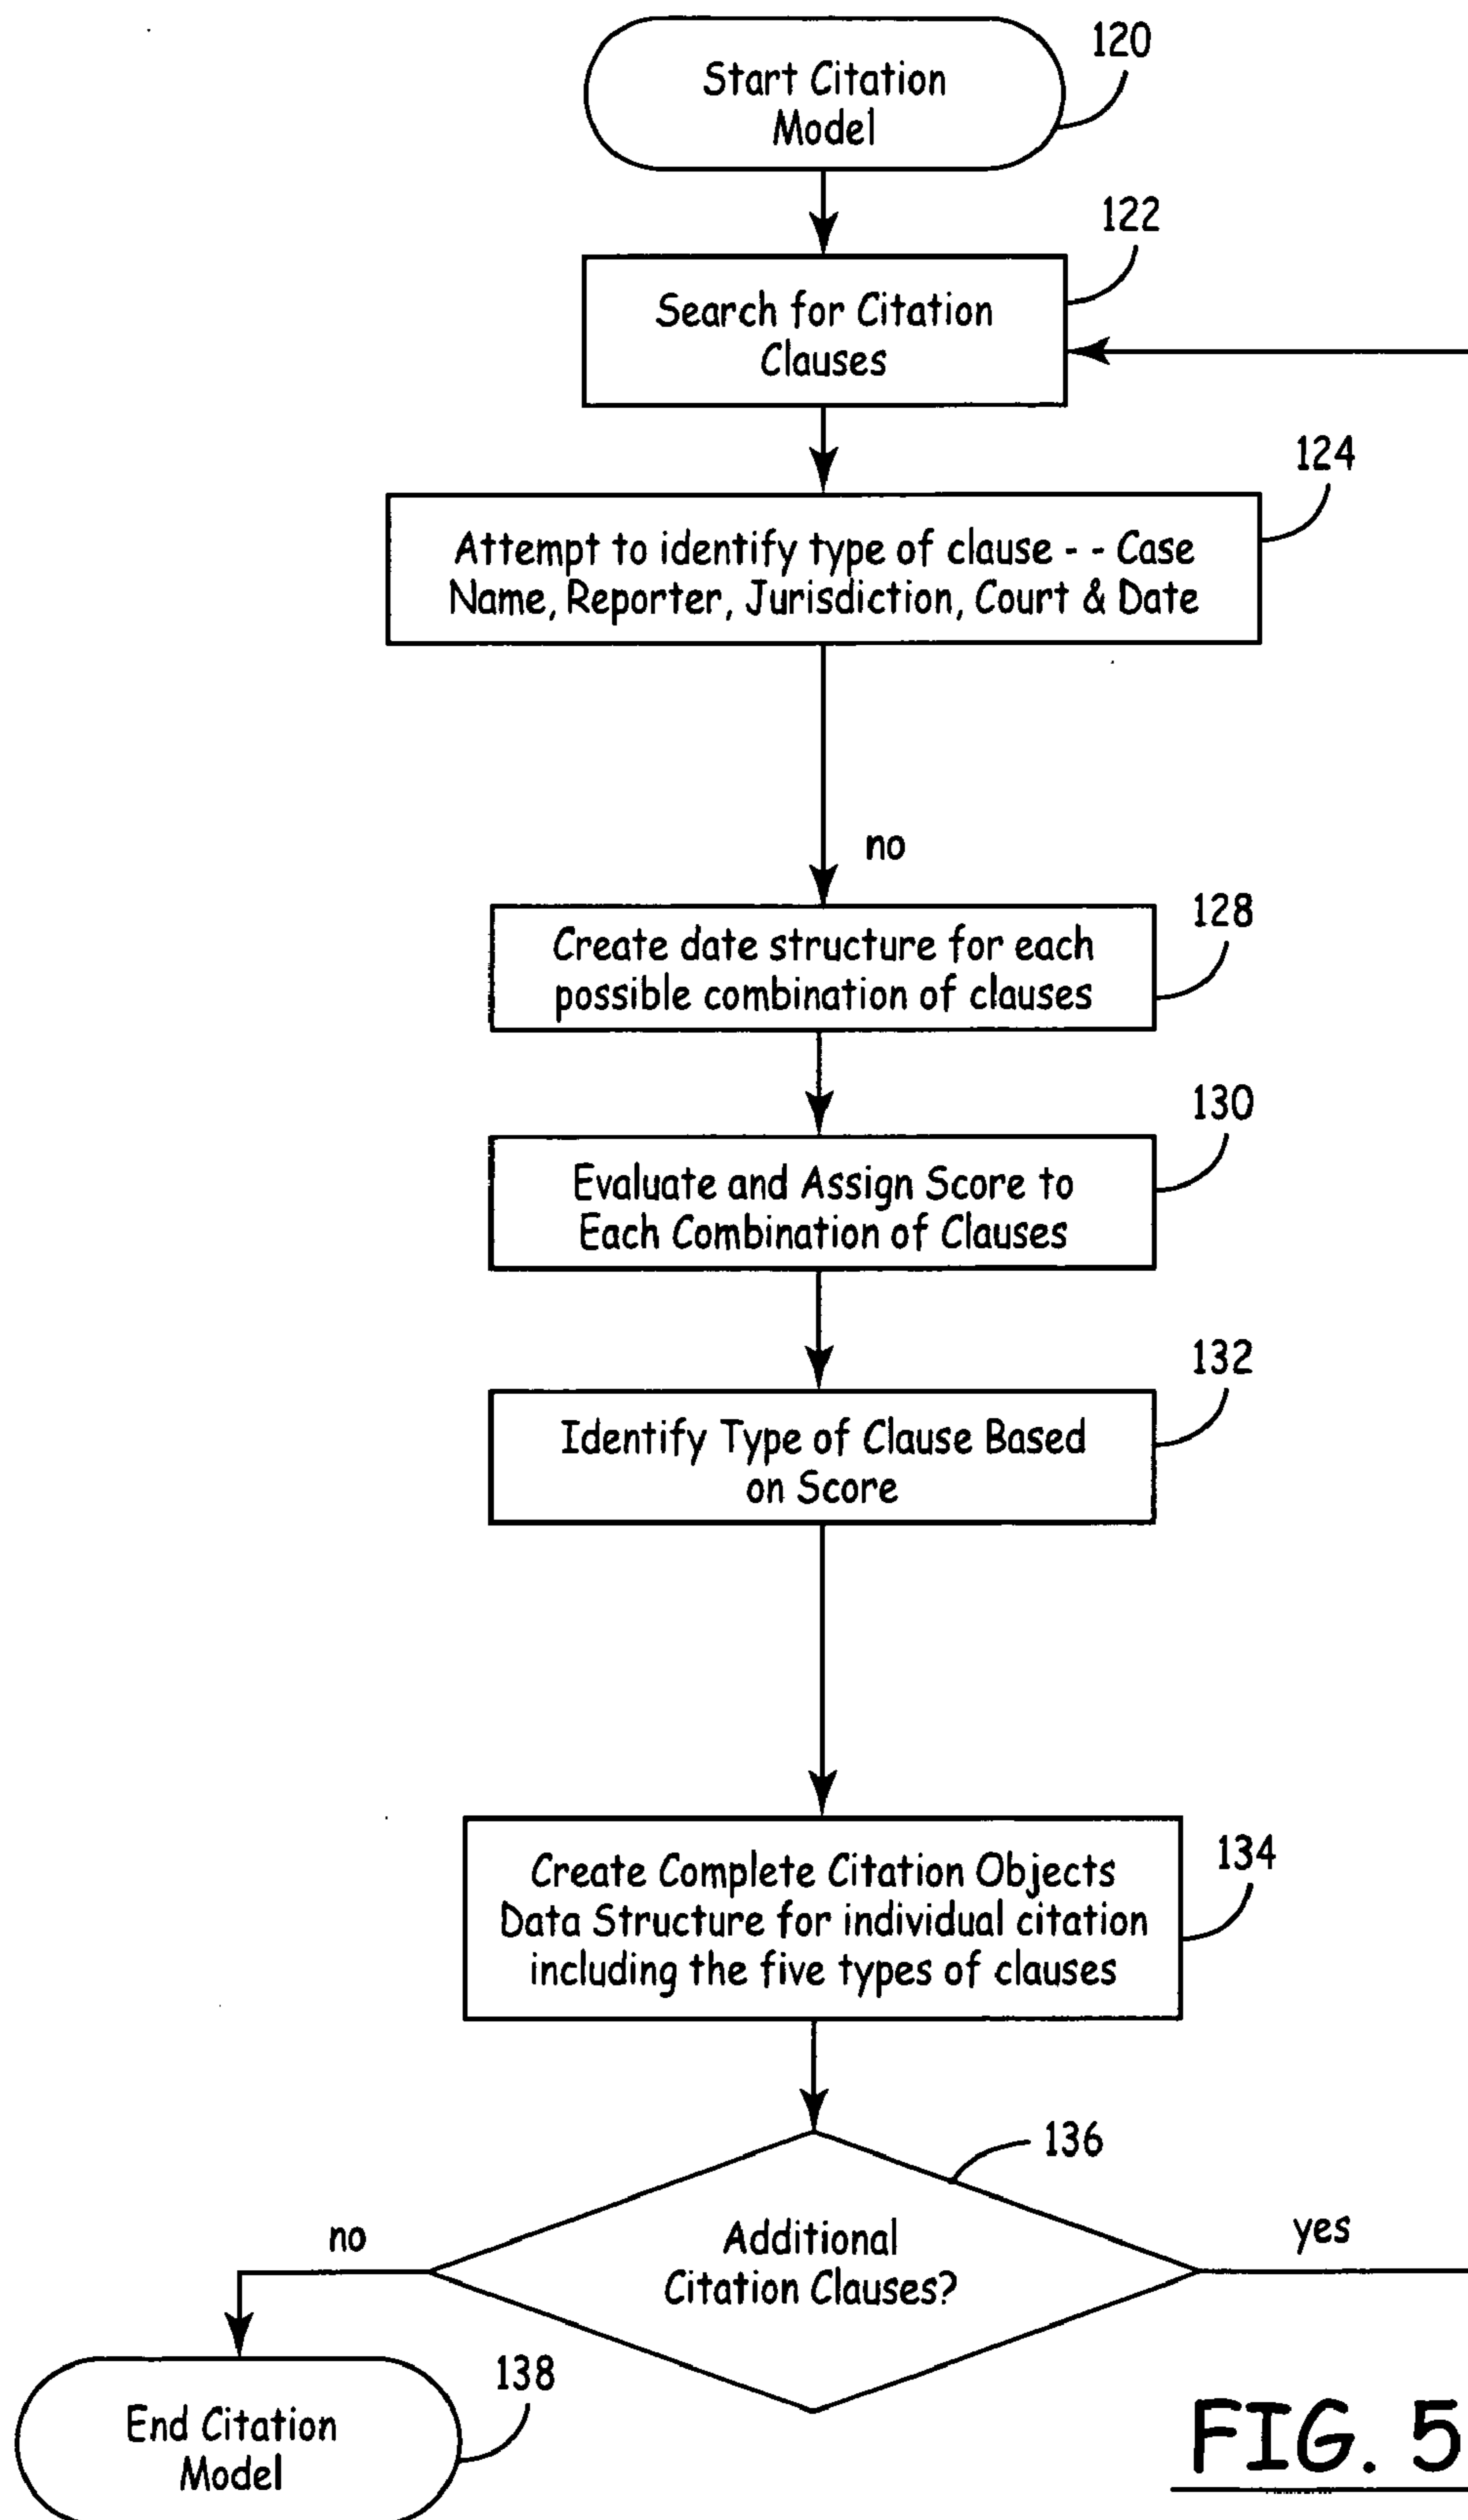 120
Start Citation
Model
122
Search for Citation
Clauses
124
Attempt to identify type of clause - - Case
Name, Reporter, Jurisdiction, Court & Date
no
128
Create date structure for each
possible combination of clauses
130
Evaluate and Assign Score to
Each Combination of Clauses
132
Identify Type of Clause Based
on Score
134
Create Complete Citation Objects
Data Structure for individual citation
including the five types of clauses
136
no
yes
Additional
Citation Clauses?
138
End Citation
Model
FIG. 5